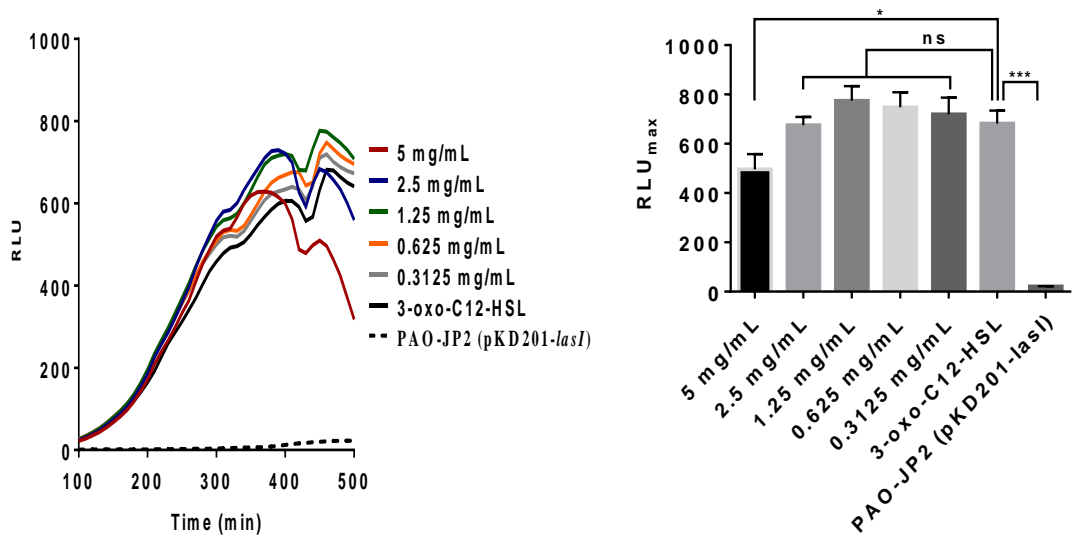 1000
800
600
400
200
0
RLU
100
200
300
400
500
Time (min)
5 mg/mL
2.5 mg/mL
1.25 mg/mL
0.625 mg/mL
0.3125 mg/mL
3-oxo-C12-HSL
PAO-JP2 (pKD201-lasI)
*
ns
***
1000
800
600
400
200
0
RLUmax
5 mg/mL
2.5 mg/mL
1.25 mg/mL
0.625 mg/mL
0.3125 mg/mL
3-oxo-C12-HSL
PAO-JP2 (pKD201-lasI)